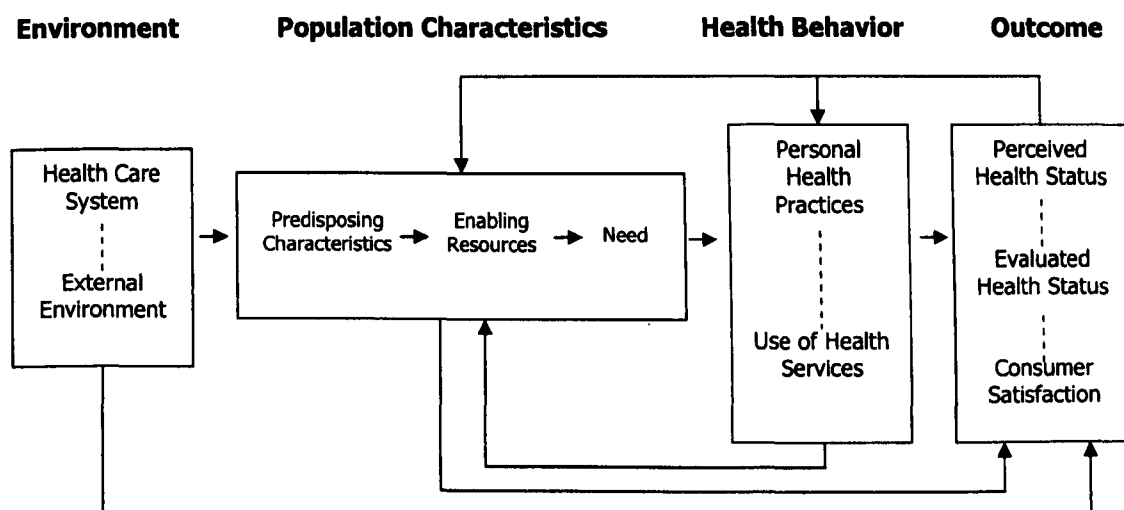 Environment
Population Characteristics
Health Behavior
Outcome
Health Care
System
External
Environment
Predisposing
Characteristics
Enabling
Resources
Need
Personal
Health
Practices
Use of Health
Services
Perceived
Health Status
Evaluated
Health Status
Consumer
Satisfaction